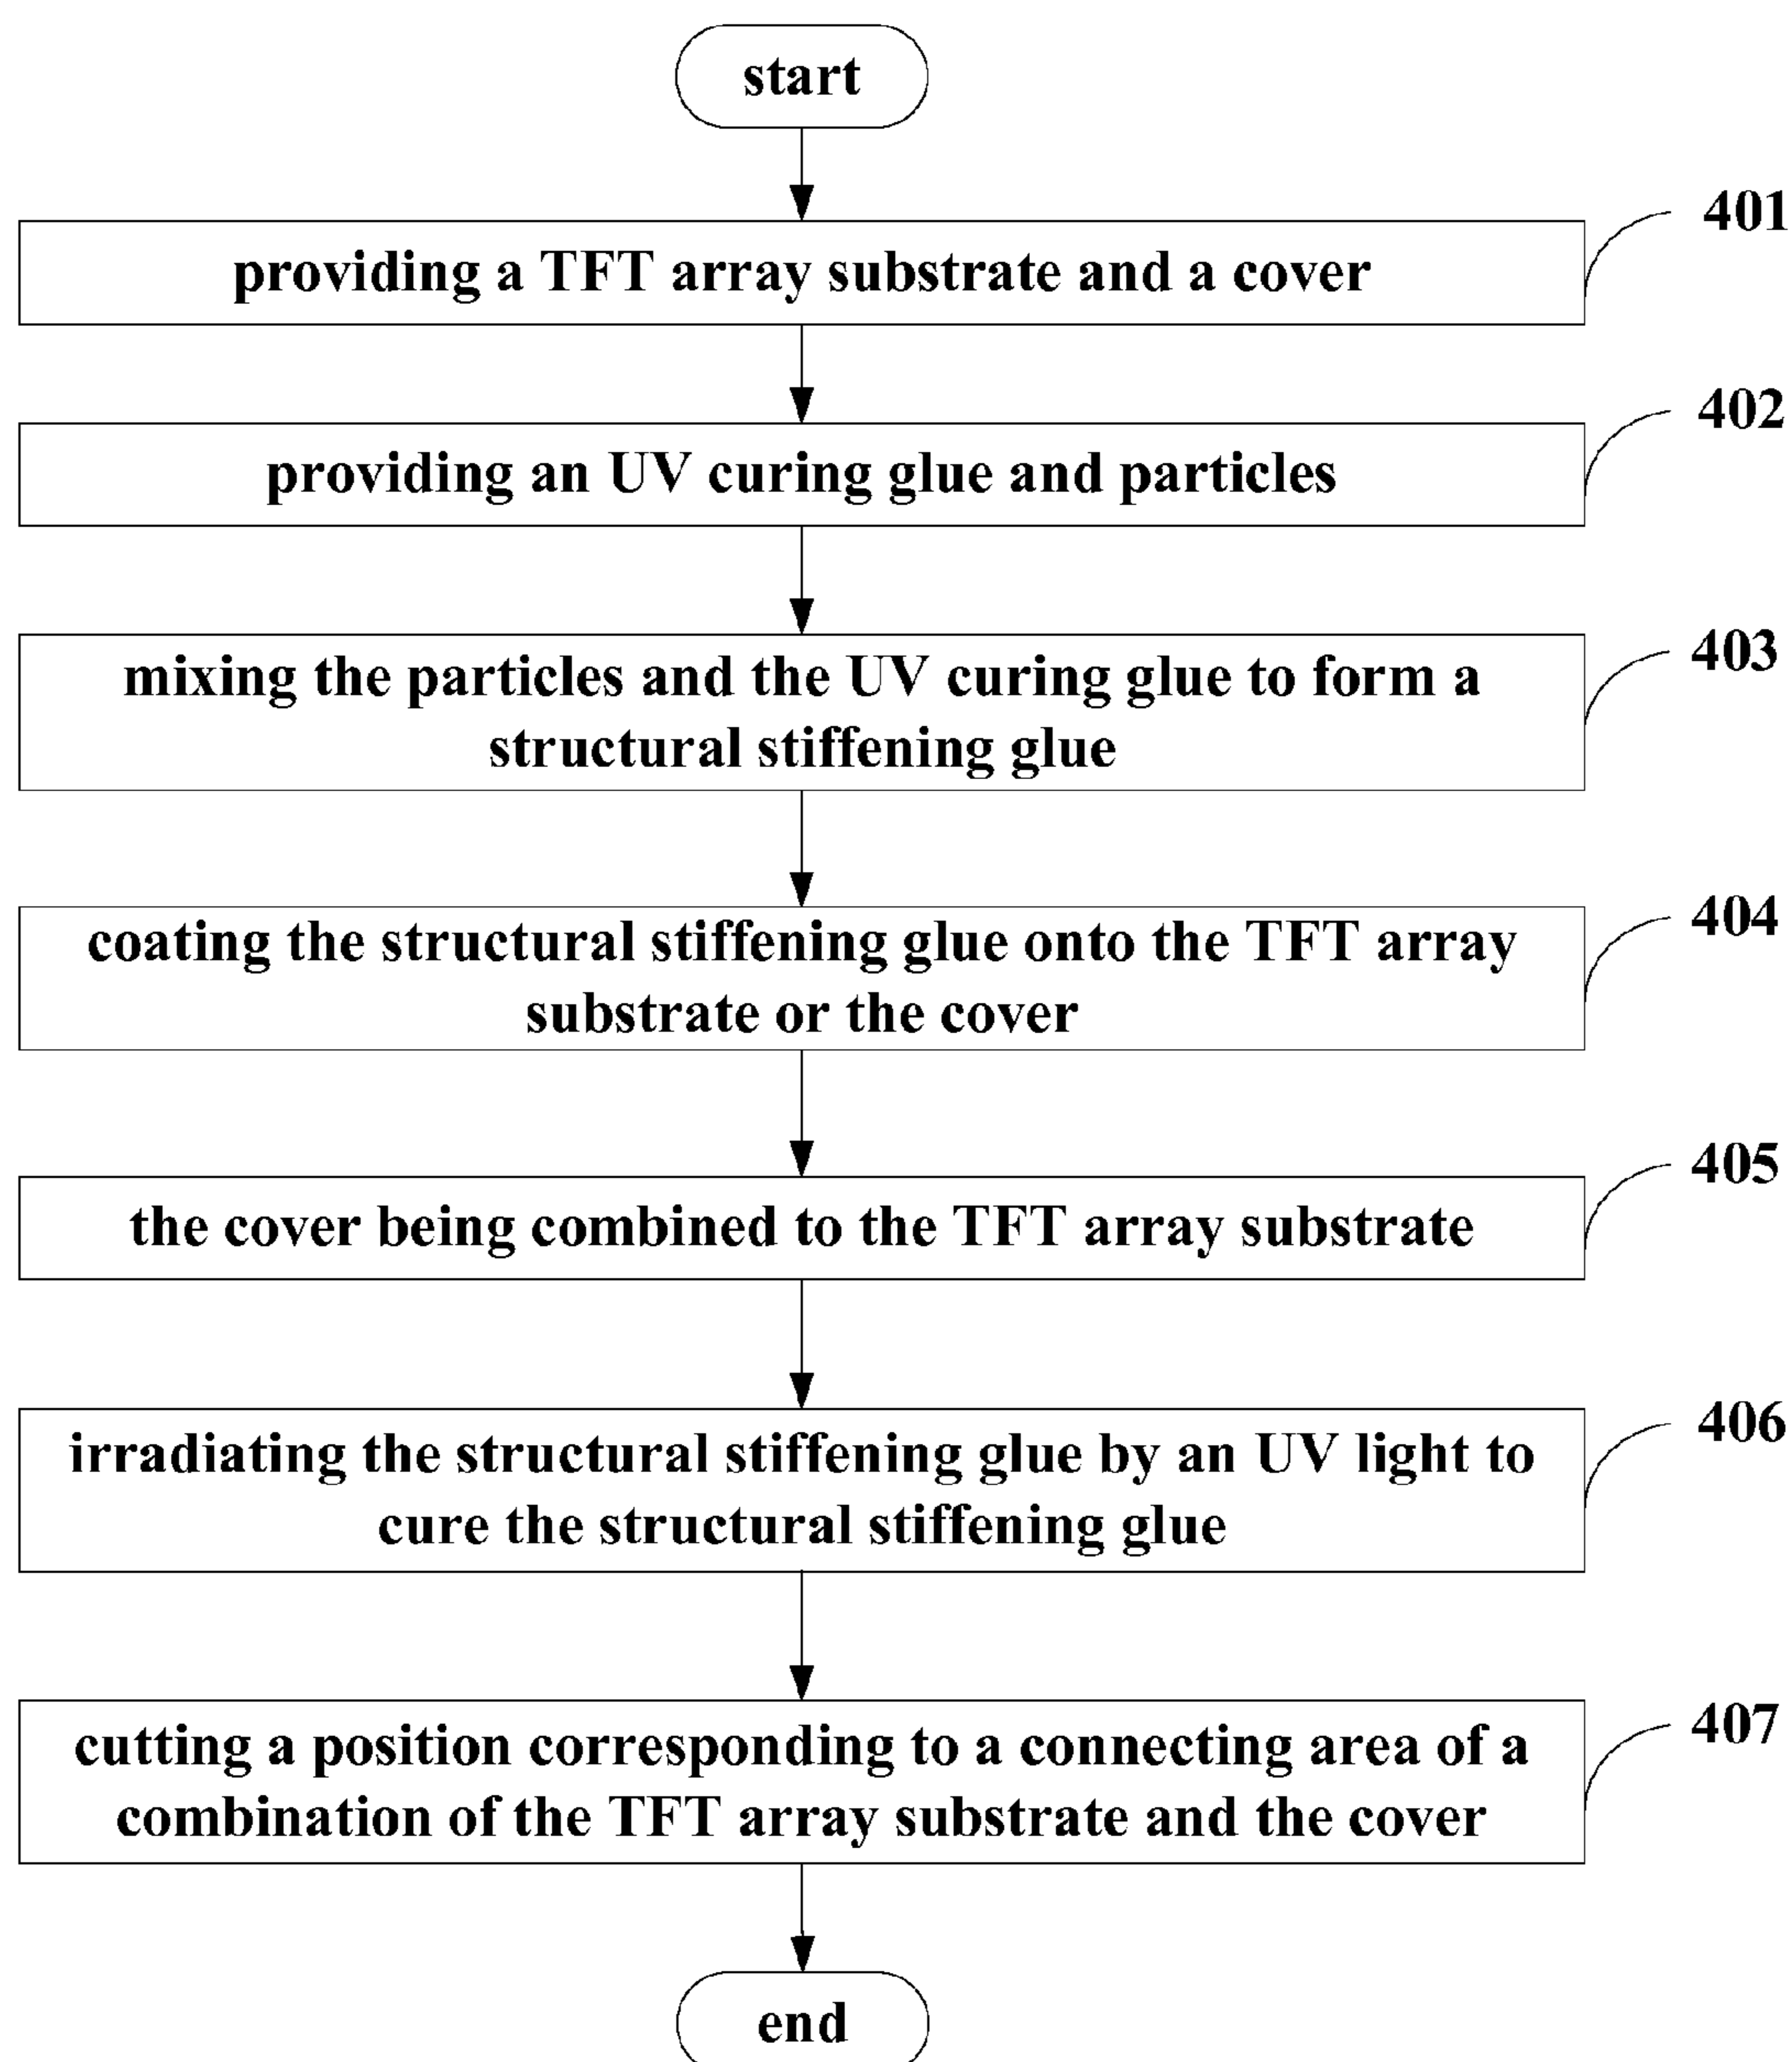 start
401
providing a TFT array substrate and a cover
402
providing an UV curing glue and particles
403
mixing the particles and the UV curing glue to form a
structural stiffening glue
404
coating the structural stiffening glue onto the TFT array
substrate or the cover
405
the cover being combined to the TFT array substrate
406
irradiating the structural stiffening glue by an UV light to
cure the structural stiffening glue
407
cutting a position corresponding to a connecting area of a
combination of the TFT array substrate and the cover
end